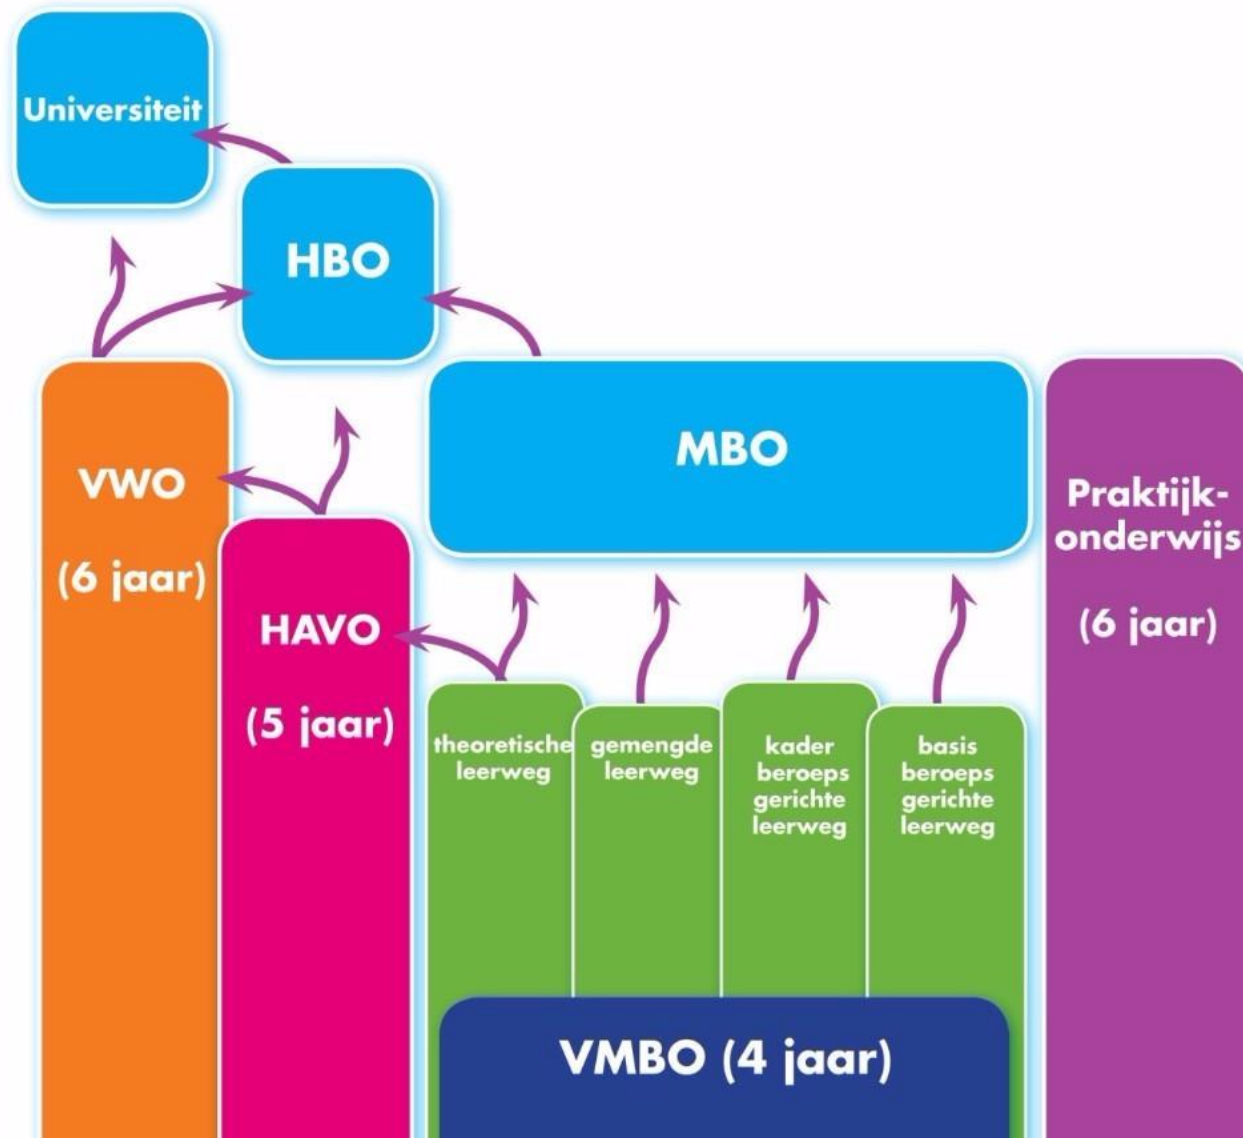 Universiteit
HBO
VWO
(6 jaar)
HAVO
(5 jaar)
MBO
theoretische
leerweg
gemengde
leerweg
kader
beroeps
gerichte
leerweg
basis
beroeps
gerichte
leerweg
VMBO (4 jaar)
Praktijk-
onderwijs
(6 jaar)